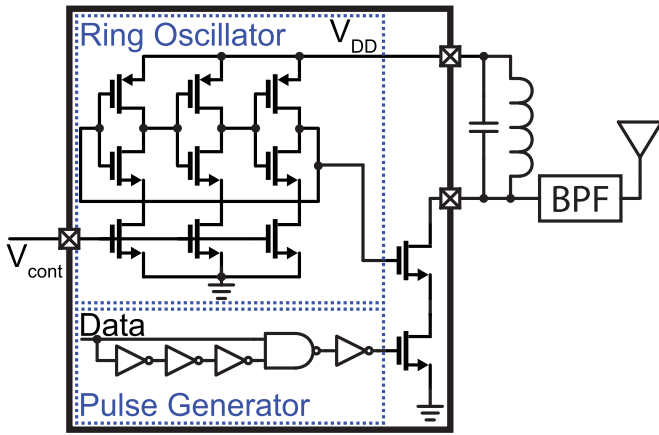 Ring Oscillator
VDD
BPF
Vcont
Data
Pulse Generator